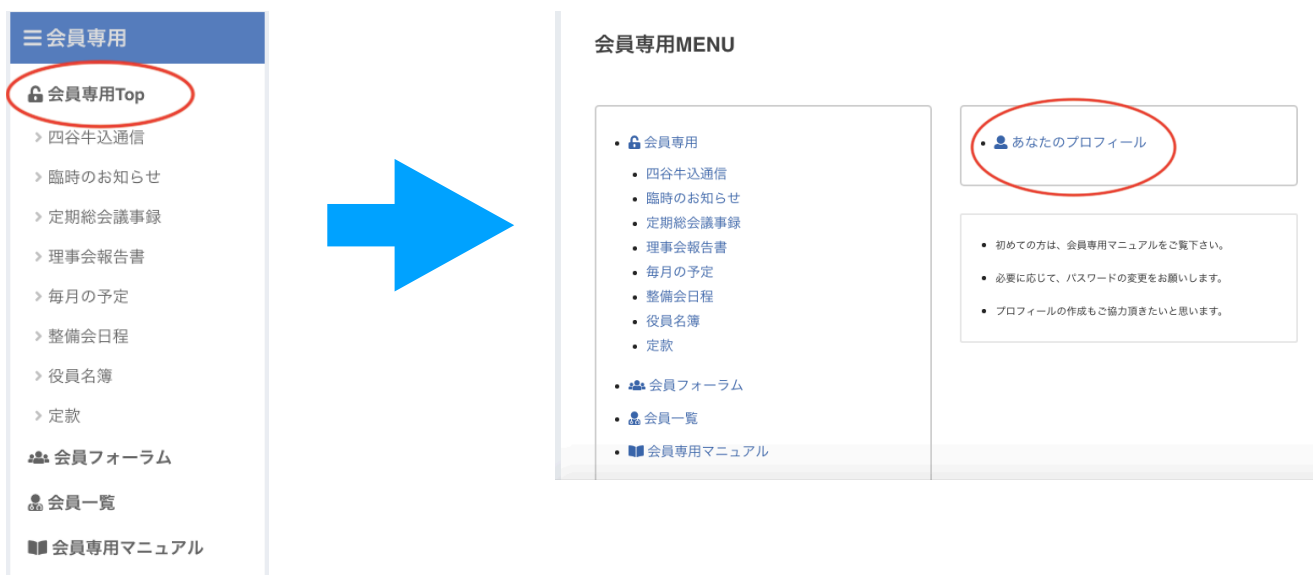 会員専用
会員専用Top
四谷牛込通信
臨時のお知らせ
定期総会議事録
理事会報告書
毎月の予定
整備会日程
役員名簿
定款
会員フォーラム
会員一覧
会員専用マニュアル
会員専用MENU
会員専用
四谷牛込通信
臨時のお知らせ
定期総会議事録
理事会報告書
毎月の予定
整備会日程
役員名簿
定款
会員フォーラム
会員一覧
会員専用マニュアル
あなたのプロフィール
初めての方は、会員専用マニュアルをご覧下さい。
必要に応じて、パスワードの変更をお願いします。
プロフィールの作成もご協力頂きたいと思います。